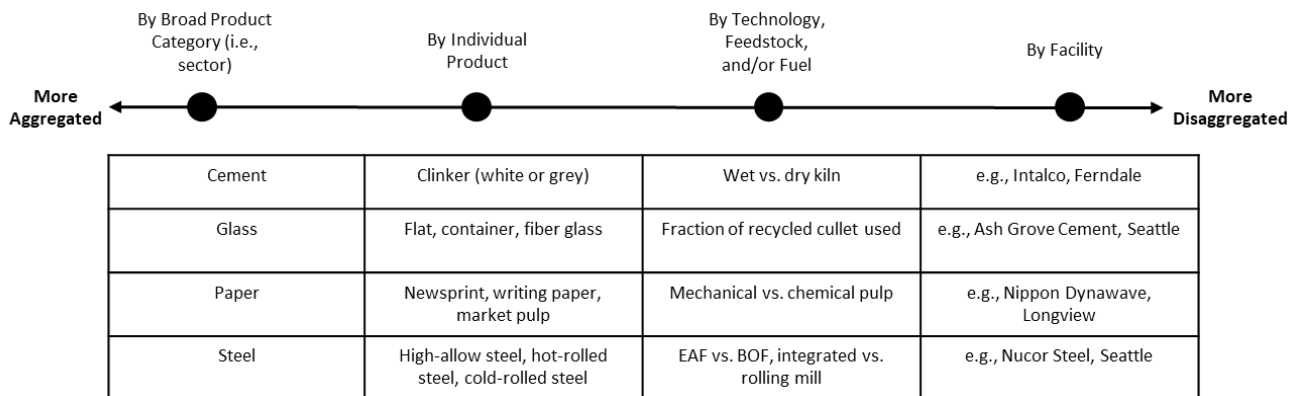 By Broad Product
Category (i.e.,
sector)
By Individual
Product
By Technology,
Feedstock,
and/or Fuel
By Facility
More
Aggregated
More
Disaggregated
Cement
Clinker (white or grey)
Wet vs. dry kiln
e.g., Intalco, Ferndale
Glass
Flat, container, fiber glass
Fraction of recycled cullet used
e.g., Ash Grove Cement, Seattle
Paper
Newsprint, writing paper,
market pulp
Mechanical vs. chemical pulp
e.g., Nippon Dynawave,
Longview
Steel
High-allow steel, hot-rolled
steel, cold-rolled steel
EAF vs. BOF, integrated vs.
rolling mill
e.g., Nucor Steel, Seattle